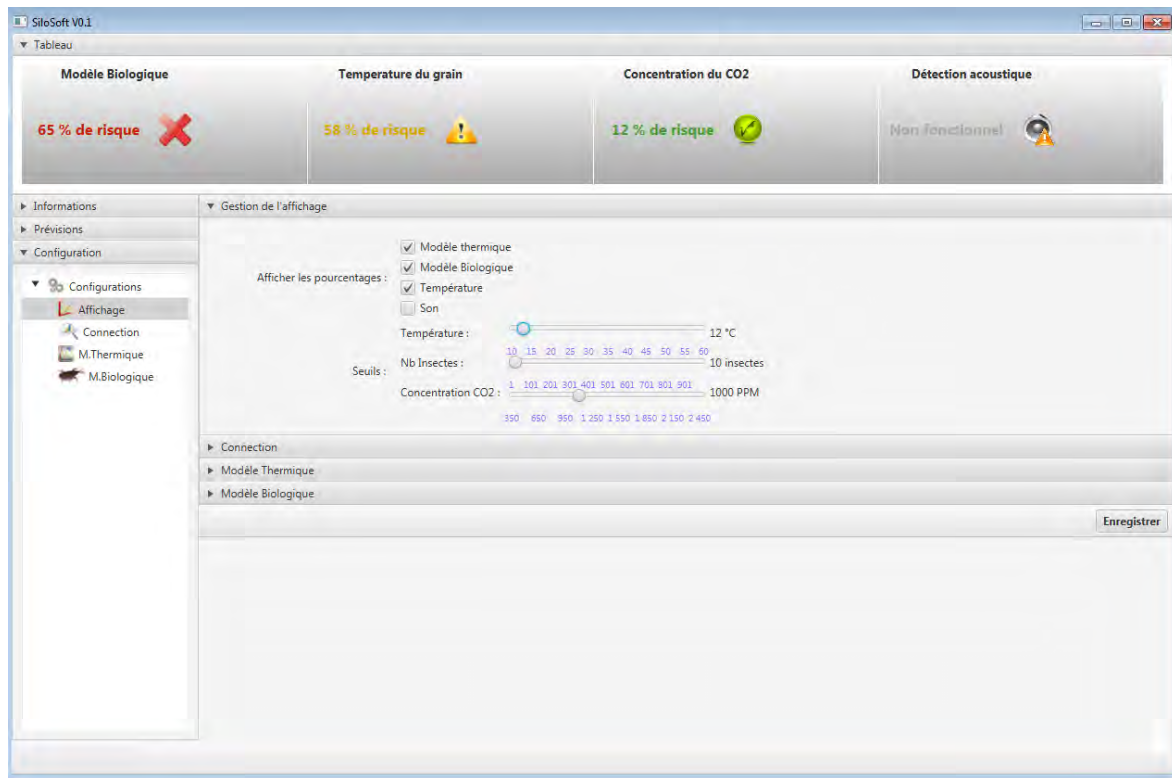 SiloSoft V0.1
Tableau
Modèle Biologique
Temperature du grain
Concentration du CO2
Détection acoustique
65 % de risque
58 % de risque
12 % de risque
Non fonctionnel
Informations
Prévisions
Configuration
Configurations
Affichage
Connection
M.Thermique
M.Biologique
Gestion de l'affichage
Afficher les pourcentages :
Modèle thermique
Modèle Biologique
Température
Son
Seuils :
Température :
12 °C
10 15 20 25 30 35 40 45 50 55 60
Nb Insectes :
10 insectes
1 101 201 301 401 501 601 701 801 901
Concentration CO2 :
1000 PPM
350 650 950 1 250 1 550 1 850 2 150 2 450
Connection
Modèle Thermique
Modèle Biologique
Enregistrer